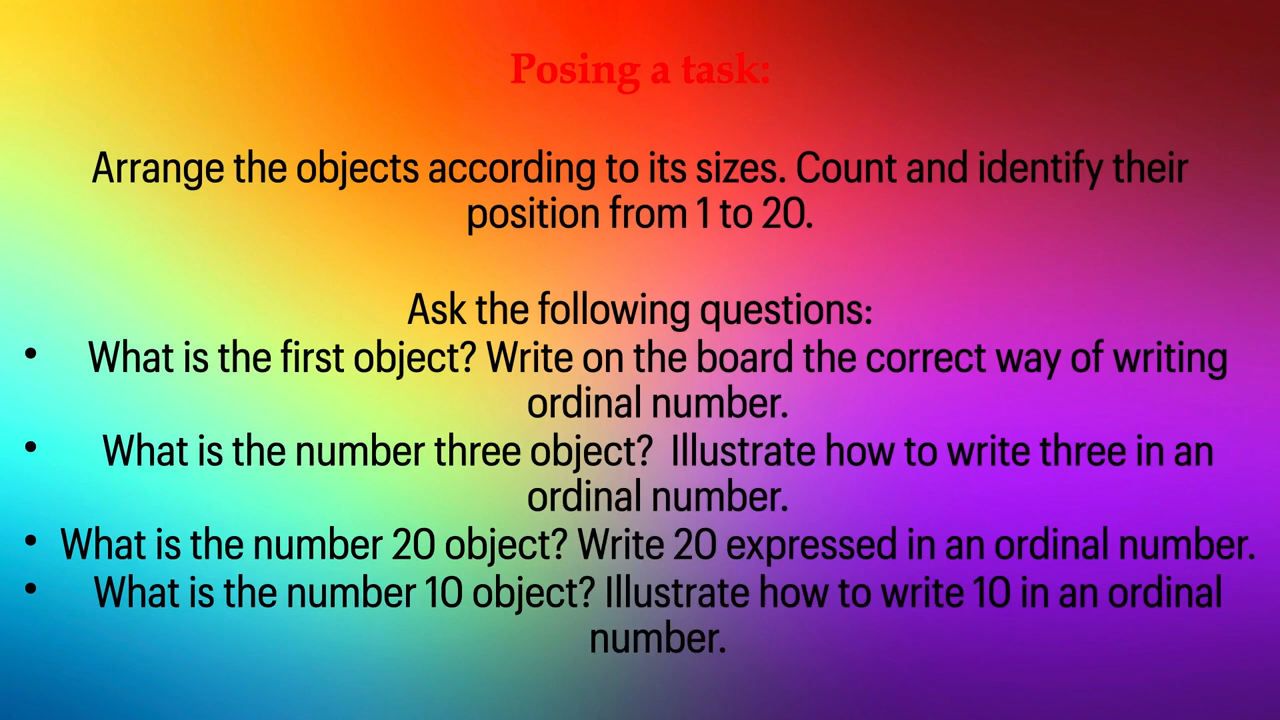 Posing a task:
Arrange the objects according to its sizes. Count and identify their
position from 1 to 20.
Ask the following questions:
• What is the first object? Write on the board the correct way of writing
ordinal number.
• What is the number three object?  Illustrate how to write three in an
ordinal number.
• What is the number 20 object? Write 20 expressed in an ordinal number.
• What is the number 10 object? Illustrate how to write 10 in an ordinal
number.